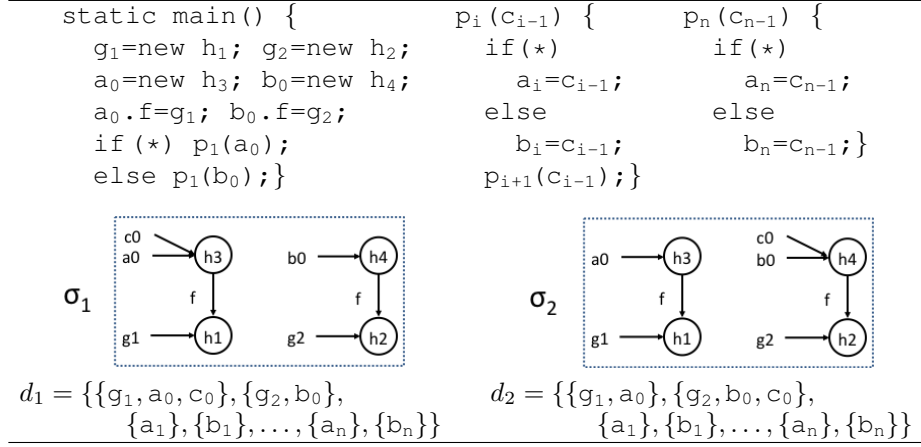 static main() {
g₁=new h₁; g₂=new h₂;
a₀=new h₃; b₀=new h₄;
a₀.f=g₁; b₀.f=g₂;
if(*) p₁(a₀);
else p₁(b₀);}
pᵢ(cᵢ₋₁) {
if(*)
aᵢ=cᵢ₋₁;
else
bᵢ=cᵢ₋₁;
pᵢ₊₁(cᵢ₋₁);}
pₙ(cₙ₋₁) {
if(*)
aₙ=cₙ₋₁;
else
bₙ=cₙ₋₁;}
σ₁
c0
a0 h3 b0 h4
f f
g1 h1 g2 h2
σ₂
c0
a0 h3 b0 h4
f f
g1 h1 g2 h2
d₁ = {{g₁,a₀,c₀},{g₂,b₀},
{a₁},{b₁},...,{aₙ},{bₙ}}
d₂ = {{g₁,a₀},{g₂,b₀,c₀},
{a₁},{b₁},...,{aₙ},{bₙ}}